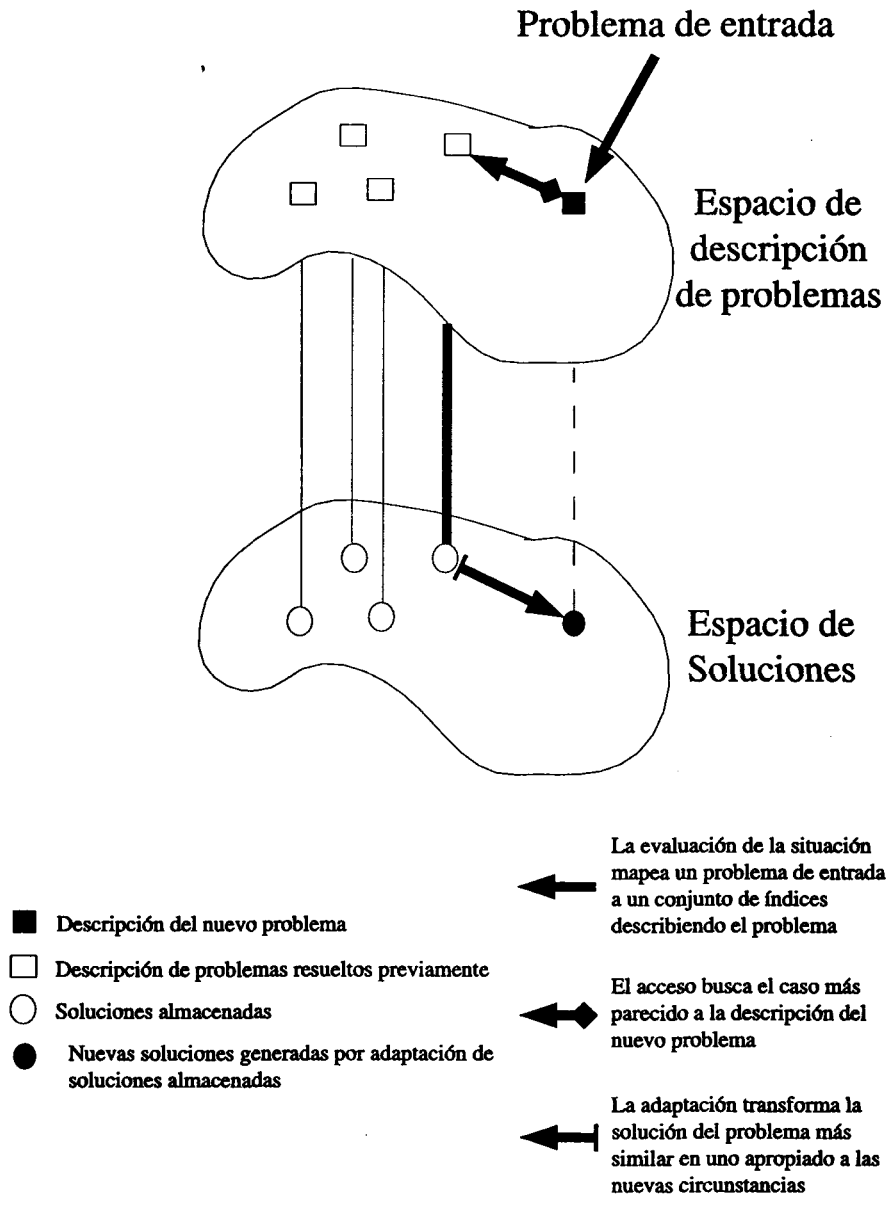 Problema de entrada
Espacio de
descripción
de problemas
Espacio de
Soluciones
Descripción del nuevo problema
Descripción de problemas resueltos previamente
Soluciones almacenadas
Nuevas soluciones generadas por adaptación de
soluciones almacenadas
La evaluación de la situación
mapea un problema de entrada
a un conjunto de índices
describiendo el problema
El acceso busca el caso más
parecido a la descripción del
nuevo problema
La adaptación transforma la
solución del problema más
similar en uno apropiado a las
nuevas circunstancias